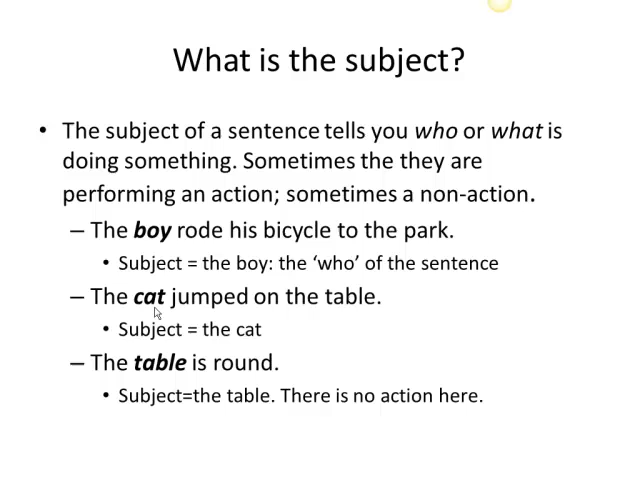 What is the subject?
• The subject of a sentence tells you who or what is
doing something. Sometimes the they are
performing an action; sometimes a non-action.
– The boy rode his bicycle to the park.
• Subject = the boy: the ‘who’ of the sentence
– The cat jumped on the table.
• Subject = the cat
– The table is round.
• Subject=the table. There is no action here.